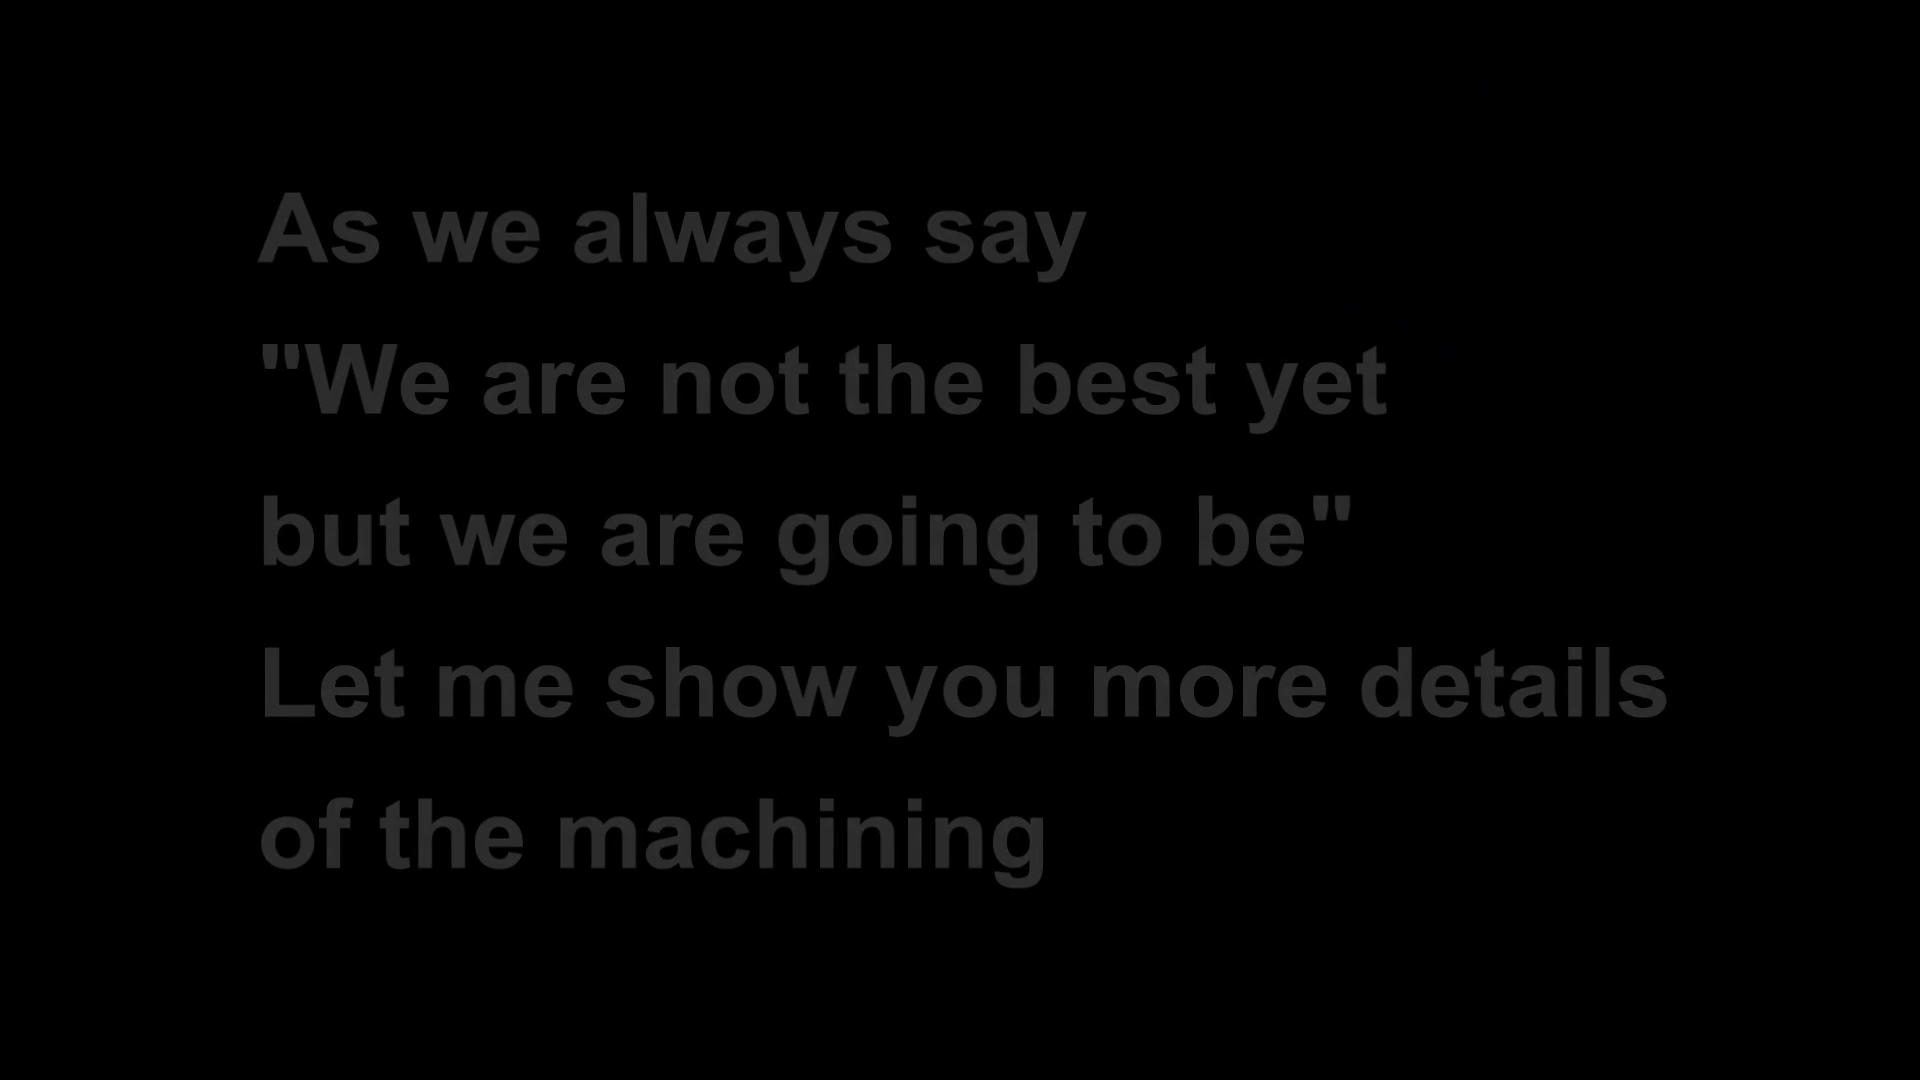 As we always say
"We are not the best yet
but we are going to be"
Let me show you more details
of the machining